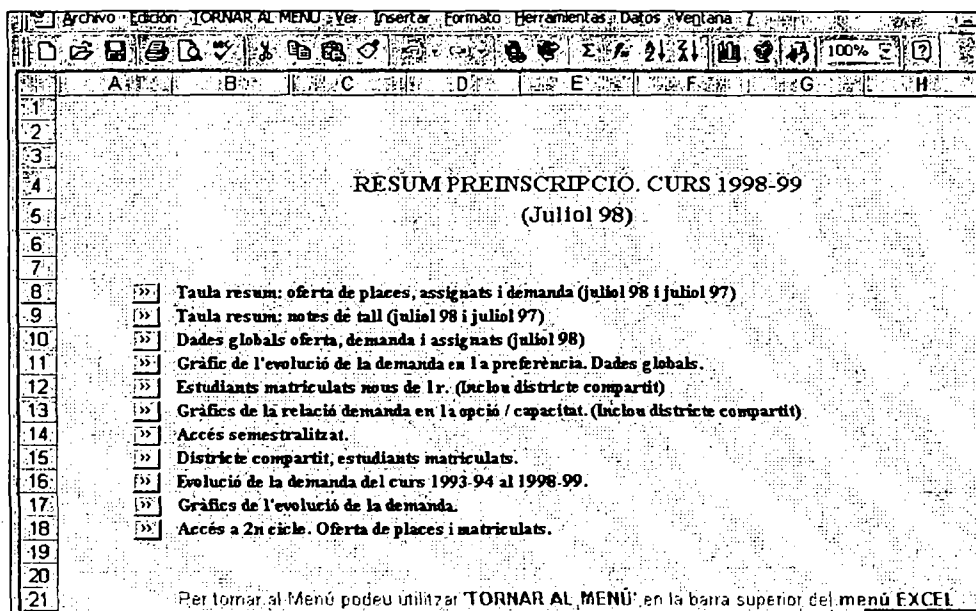 Archivo Edición TORNAR AL MENÚ Ver Insertar Formato Herramientas Datos Ventana ?
100%
A B C D E F G H
1
2
3
4 RESUM PREINSCRIPCIO. CURS 1998-99
5 (Juliol 98)
6
7
8 >> Taula resum: oferta de places, assignats i demanda (juliol 98 i juliol 97)
9 >> Taula resum: notes de tall (juliol 98 i juliol 97)
10 >> Dades globals oferta, demanda i assignats (juliol 98)
11 >> Gràfic de l'evolució de la demanda en 1a preferència. Dades globals.
12 >> Estudiants matriculats nous de 1r. (Inclou districte compartit)
13 >> Gràfics de la relació demanda en 1a opció / capacitat. (Inclou districte compartit)
14 >> Accés semestralitzat.
15 >> Districte compartit, estudiants matriculats.
16 >> Evolució de la demanda del curs 1993-94 al 1998-99.
17 >> Gràfics de l'evolució de la demanda.
18 >> Accés a 2n cicle. Oferta de places i matriculats.
19
20
21 Per tornar al Menú podeu utilitzar 'TORNAR AL MENÚ' en la barra superior del menú EXCEL